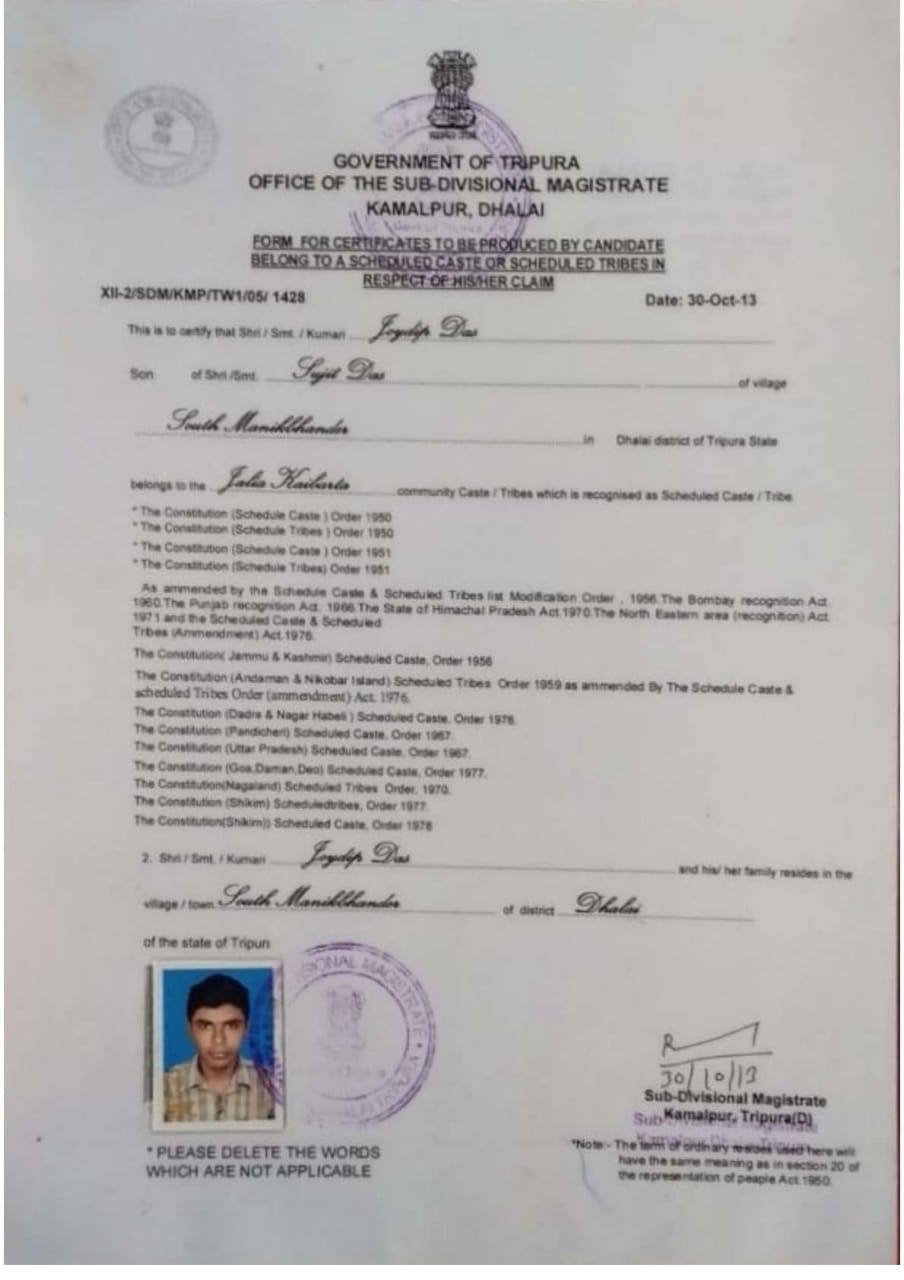 GOVERNMENT OF TRIPURA
OFFICE OF THE SUB-DIVISIONAL MAGISTRATE
KAMALPUR, DHALAI
FORM FOR CERTIFICATES TO BE PRODUCED BY CANDIDATE
BELONG TO A SCHEDULED CASTE OR SCHEDULED TRIBES IN
RESPECT OF HIS/HER CLAIM
XII-2/SDM/KMP/TW1/05/ 1428 Date: 30-Oct-13
This is to certify that Shri / Smt. / Kumari Joydip Das
Son of Shri /Smt. Sujit Das of village
South Manikbhander in Dhalai district of Tripura State
belongs to the Jalia Kaibarta community Caste / Tribes which is recognised as Scheduled Caste / Tribe
* The Constitution (Schedule Caste ) Order 1950
* The Constitution (Schedule Tribes ) Order 1950
* The Constitution (Schedule Caste ) Order 1951
* The Constitution (Schedule Tribes) Order 1951
As ammended by the Schedule Caste & Scheduled Tribes list Modification Order , 1956.The Bombay recognition Act.
1960.The Punjab recognition Act. 1966.The State of Himachal Pradesh Act.1970.The North Eastern area (recognition) Act.
1971 and the Scheduled Caste & Scheduled
Tribes (Ammendment) Act.1976.
The Constitution( Jammu & Kashmir) Scheduled Caste, Order 1956
The Constitution (Andaman & Nikobar Island) Scheduled Tribes Order 1959 as ammended By The Schedule Caste &
scheduled Tribes Order (ammendment) Act. 1976.
The Constitution (Dadra & Nagar Habeli ) Scheduled Caste, Order 1976.
The Constitution (Pandicheri) Scheduled Caste, Order 1967.
The Constitution (Uttar Pradesh) Scheduled Caste, Order 1967.
The Constitution (Goa,Daman,Deo) Scheduled Caste, Order 1977.
The Constitution(Nagaland) Scheduled Tribes Order, 1970.
The Constitution (Shikim) Scheduledtribes, Order 1977.
The Constitution(Shikim)) Scheduled Caste, Order 1978
2. Shri / Smt. / Kumari Joydip Das and his/ her family resides in the
village / town South Manikbhander of district Dhalai
of the state of Tripuri
SIONAL MAGISTRATE
30/10/13
Sub-Divisional Magistrate
Kamalpur, Tripura(D)
* PLEASE DELETE THE WORDS
WHICH ARE NOT APPLICABLE
*Note:- The term of ordinary resides used here will
have the same meaning as in section 20 of
the representation of peaple Act.1950.